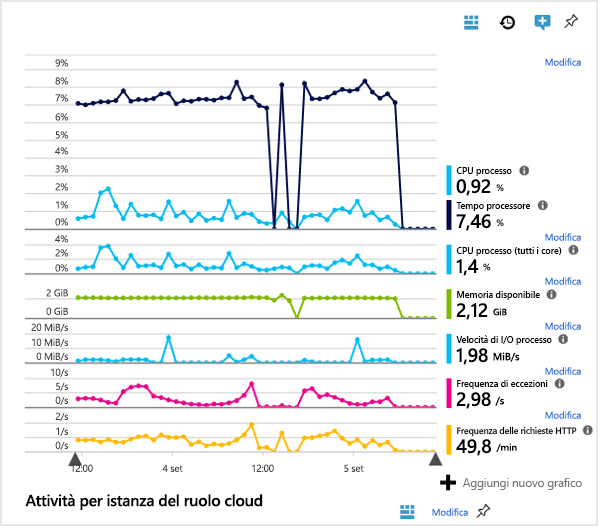 Modifica
9%
8%
7%
6%
5%
4%
3%
2%
1%
0%
CPU processo
0,92 %
Tempo processore
7,46 %
Modifica
4%
2%
0%
CPU processo (tutti i core)
1,4 %
Modifica
2 GiB
0 GiB
Memoria disponibile
2,12 GiB
Modifica
20 MiB/s
10 MiB/s
0 MiB/s
Velocità di I/O processo
1,98 MiB/s
Modifica
10/s
5/s
0/s
Frequenza di eccezioni
2,98 /s
Modifica
2/s
1/s
0/s
Frequenza delle richieste HTTP
49,8 /min
12:00
4 set
12:00
5 set
Aggiungi nuovo grafico
Attività per istanza del ruolo cloud
Modifica